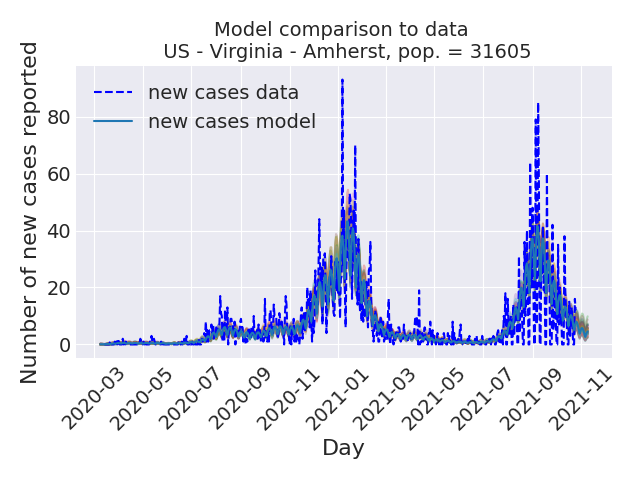 Model comparison to data
US - Virginia - Amherst, pop. = 31605
new cases data
new cases model
Number of new cases reported
80
60
40
20
0
2020-03
2020-05
2020-07
2020-09
2020-11
2021-01
2021-03
2021-05
2021-07
2021-09
2021-11
Day